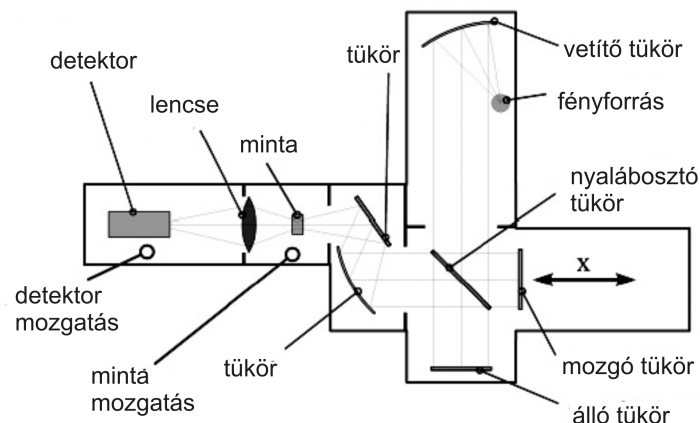 detektor
lencse
minta
tükör
vetítő tükör
fényforrás
nyalábosztó
tükör
x
detektor
mozgatás
minta
mozgatás
tükör
mozgó tükör
álló tükör